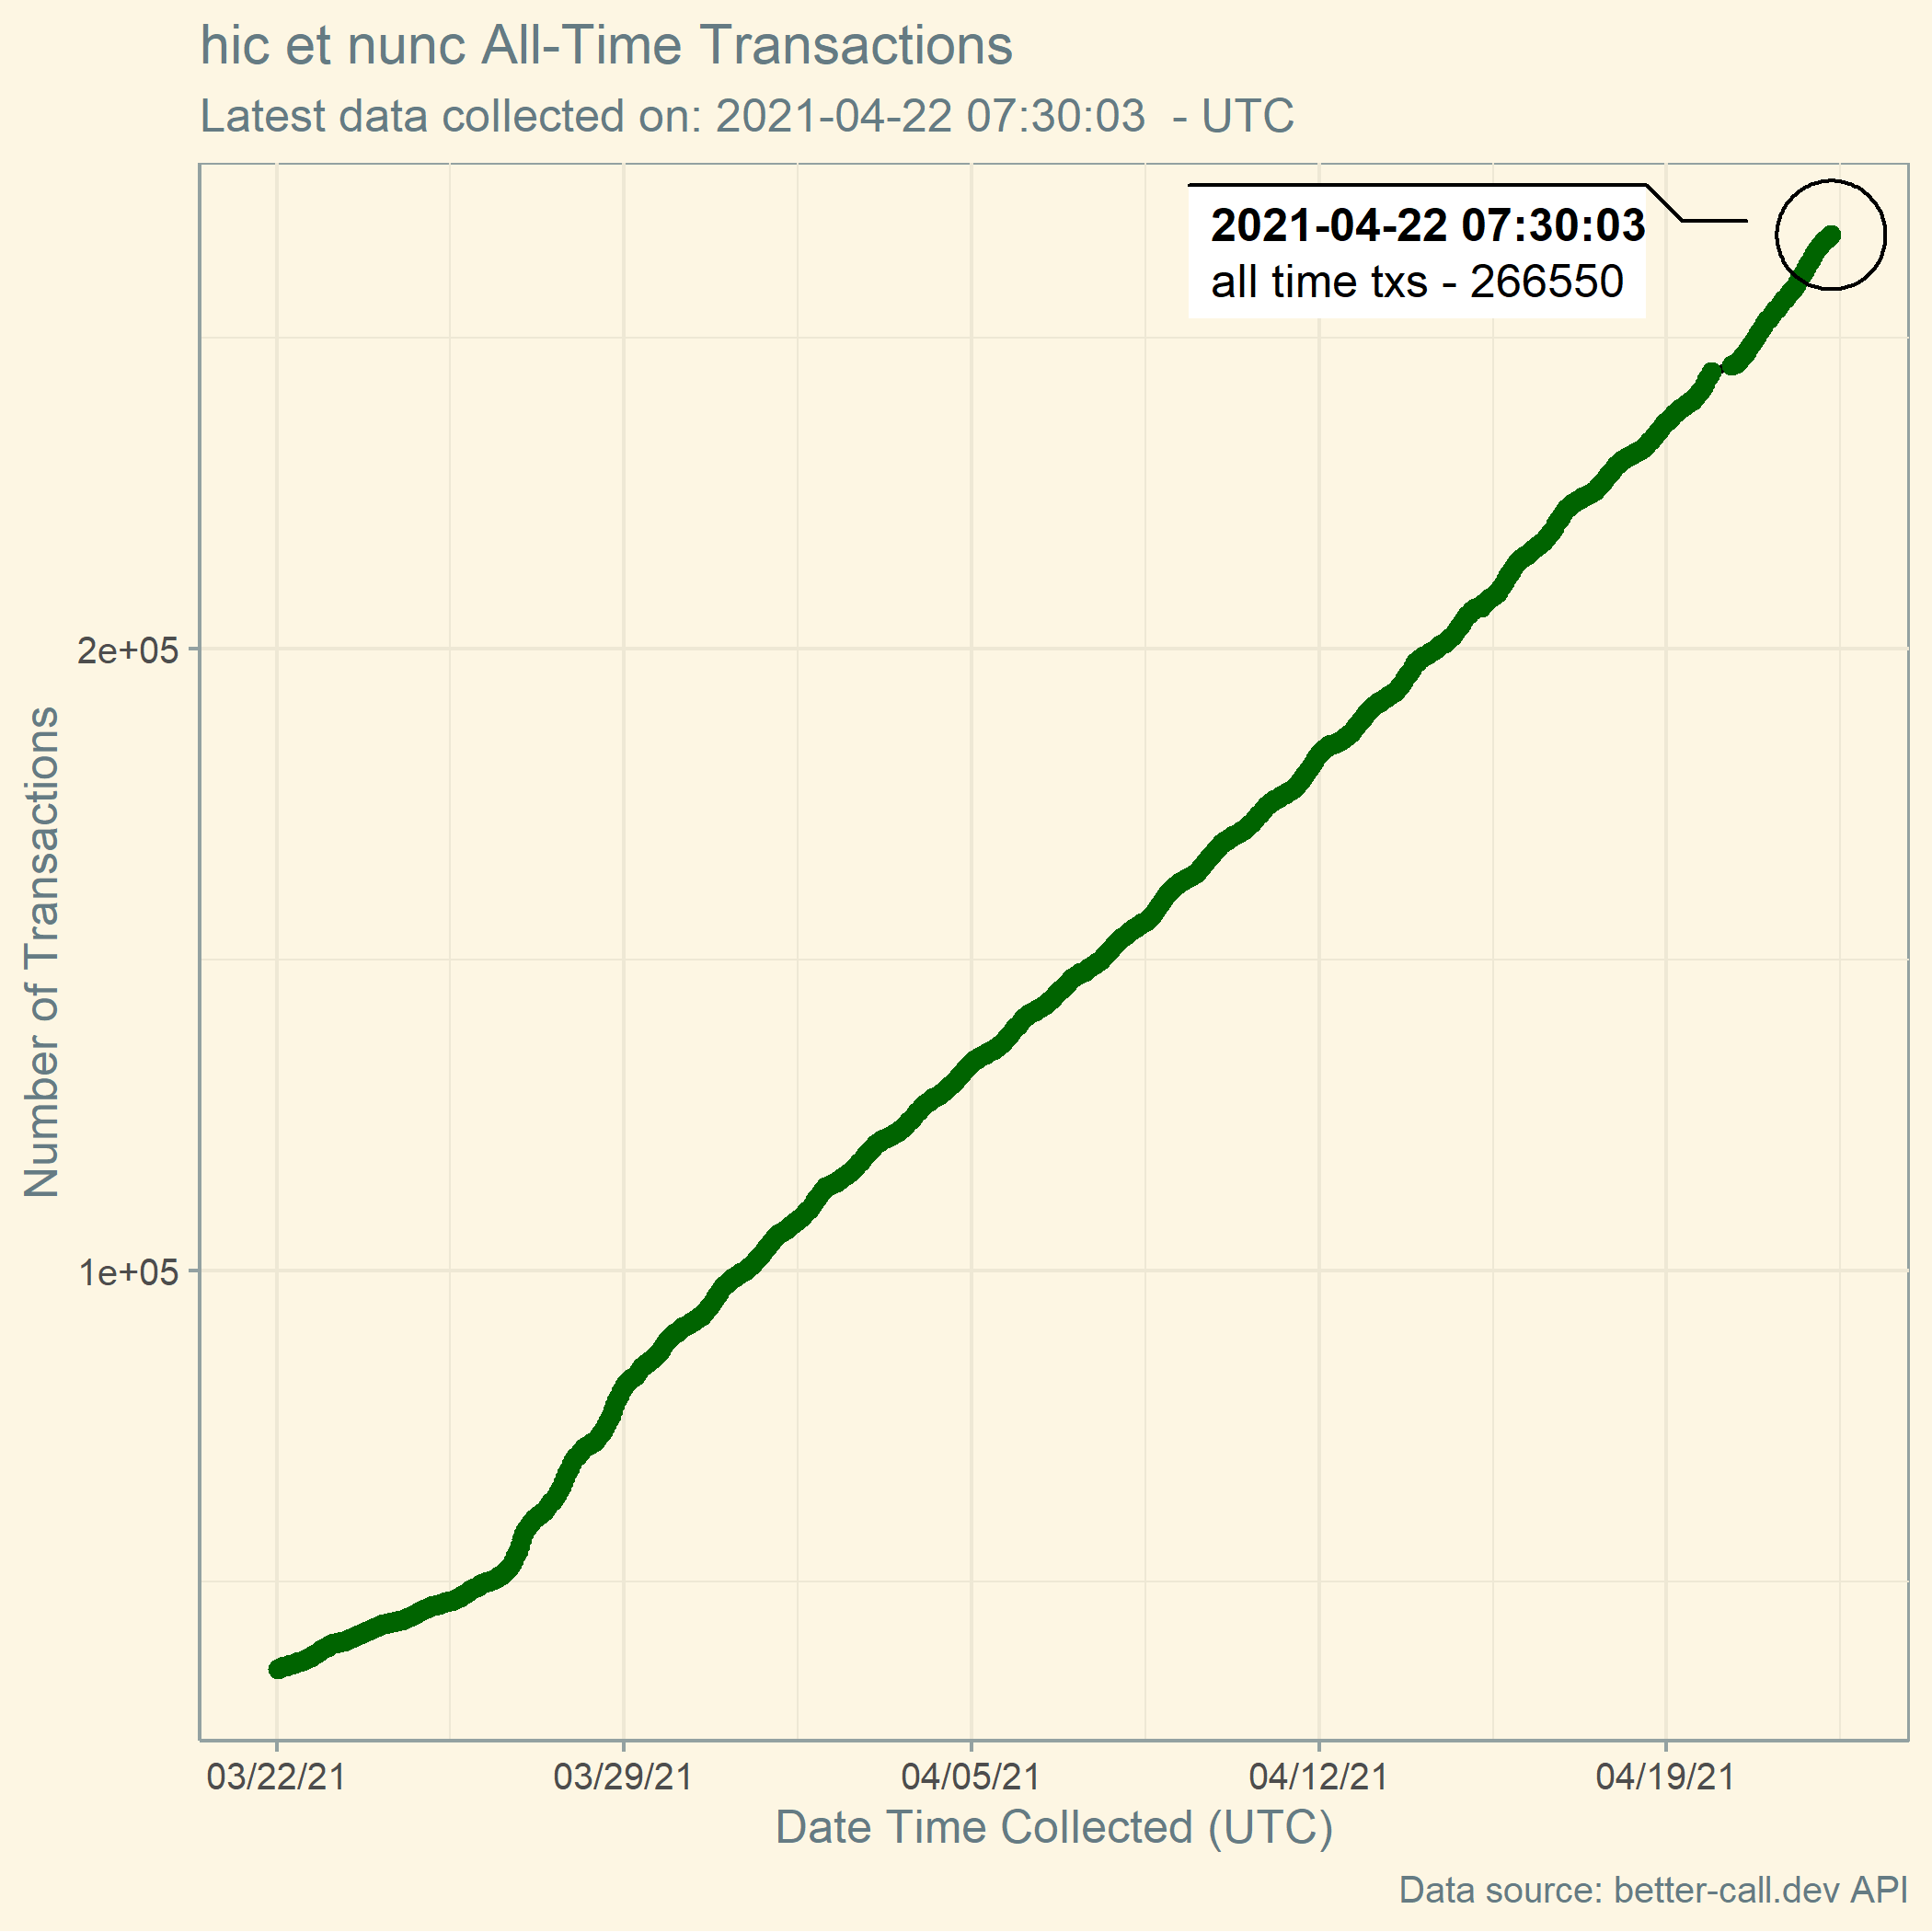 hic et nunc All-Time Transactions
Latest data collected on: 2021-04-22 07:30:03  - UTC
2021-04-22 07:30:03
all time txs - 266550
Number of Transactions
2e+05
1e+05
03/22/21
03/29/21
04/05/21
04/12/21
04/19/21
Date Time Collected (UTC)
Data source: better-call.dev API